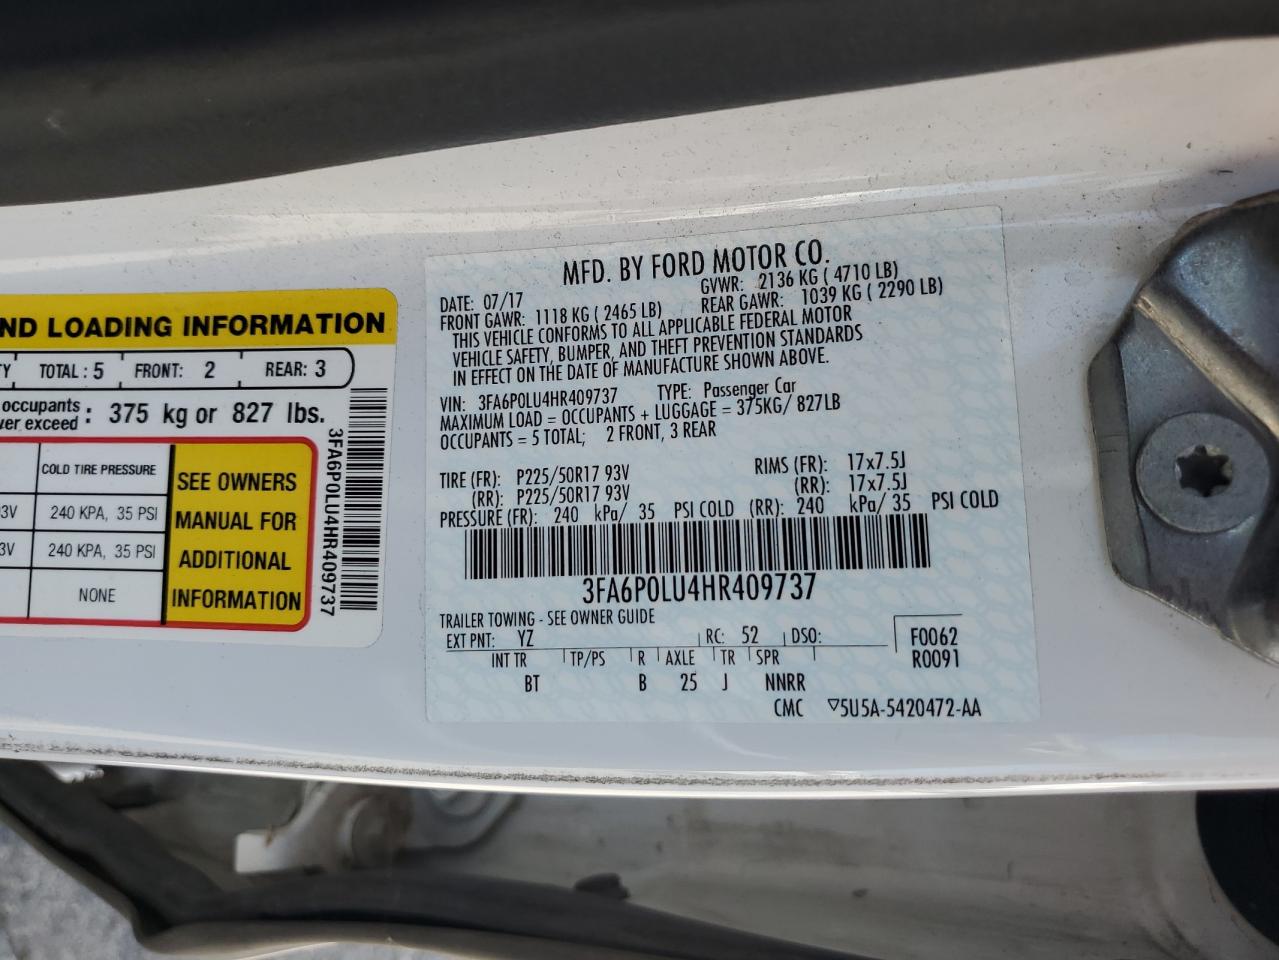 ND LOADING INFORMATION
TY TOTAL: 5 FRONT: 2 REAR: 3
occupants
ver exceed : 375 kg or 827 lbs.
COLD TIRE PRESSURE
93V 240 KPA, 35 PSI
3V 240 KPA, 35 PSI
NONE
SEE OWNERS
MANUAL FOR
ADDITIONAL
INFORMATION
3FA6P0LU4HR409737
MFD. BY FORD MOTOR CO.
DATE: 07/17 GVWR: 2136 KG ( 4710 LB)
FRONT GAWR: 1118 KG ( 2465 LB) REAR GAWR: 1039 KG ( 2290 LB)
THIS VEHICLE CONFORMS TO ALL APPLICABLE FEDERAL MOTOR
VEHICLE SAFETY, BUMPER, AND THEFT PREVENTION STANDARDS
IN EFFECT ON THE DATE OF MANUFACTURE SHOWN ABOVE.
VIN: 3FA6P0LU4HR409737 TYPE: Passenger Car
MAXIMUM LOAD = OCCUPANTS + LUGGAGE = 375KG/ 827LB
OCCUPANTS = 5 TOTAL; 2 FRONT, 3 REAR
TIRE (FR): P225/50R17 93V RIMS (FR): 17x7.5J
(RR): P225/50R17 93V (RR): 17x7.5J
PRESSURE (FR): 240 kPa/ 35 PSI COLD (RR): 240 kPa/ 35 PSI COLD
3FA6P0LU4HR409737
TRAILER TOWING - SEE OWNER GUIDE
EXT PNT: YZ RC: 52 DSO: F0062
INT TR TP/PS R AXLE TR SPR R0091
BT B 25 J NNRR
CMC ▽5U5A-5420472-AA